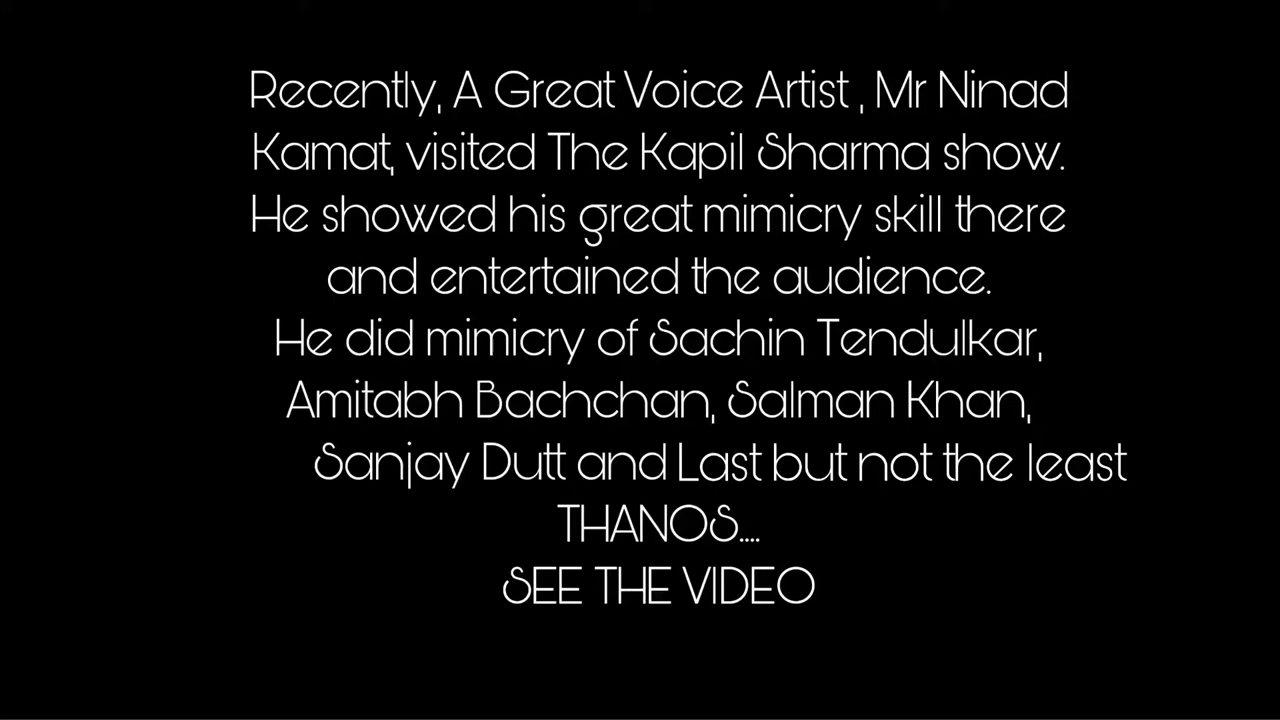 Recently, A Great Voice Artist , Mr Ninad
Kamat, visited The Kapil Sharma show.
He showed his great mimicry skill there
and entertained the audience.
He did mimicry of Sachin Tendulkar,
Amitabh Bachchan, Salman Khan,
Sanjay Dutt and Last but not the least
THANOS....
SEE THE VIDEO